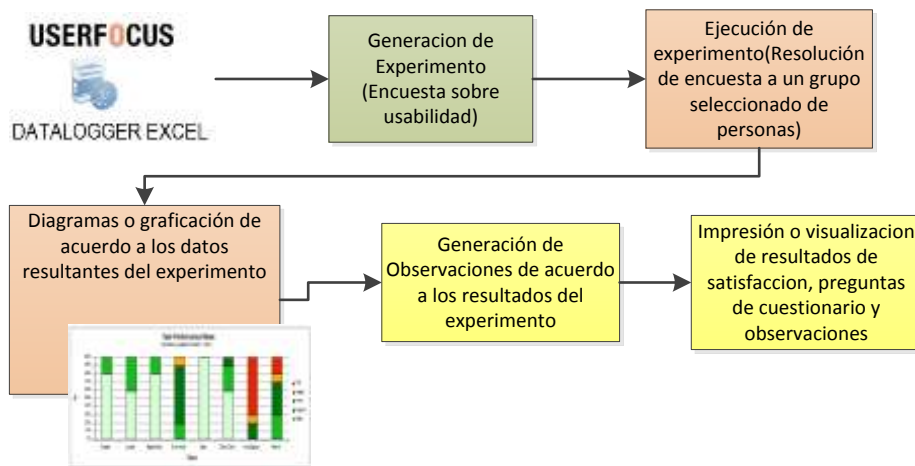 USERFOCUS
DATALOGGER EXCEL
Generacion de
Experimento
(Encuesta sobre
usabilidad)
Ejecución de
experimento(Resolución
de encuesta a un grupo
seleccionado de
personas)
Diagramas o graficación de
acuerdo a los datos
resultantes del experimento
Generación de
Observaciones de acuerdo
a los resultados del
experimento
Impresión o visualizacion
de resultados de
satisfaccion, preguntas
de cuestionario y
observaciones